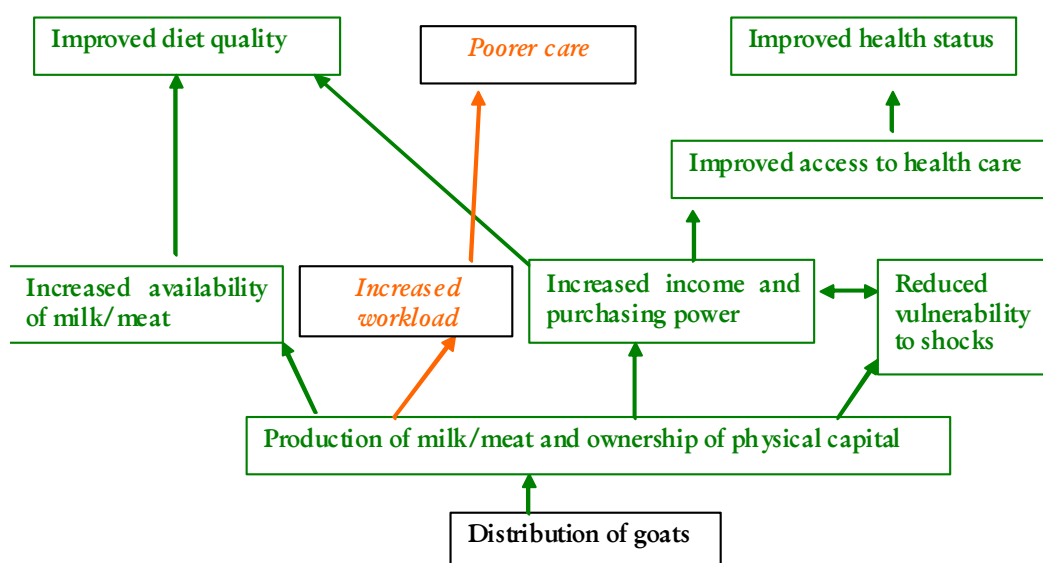 Improved diet quality
Poorer care
Improved health status
Improved access to health care
Increased availability
of milk/meat
Increased
workload
Increased income and
purchasing power
Reduced
vulnerability
to shocks
Production of milk/meat and ownership of physical capital
Distribution of goats